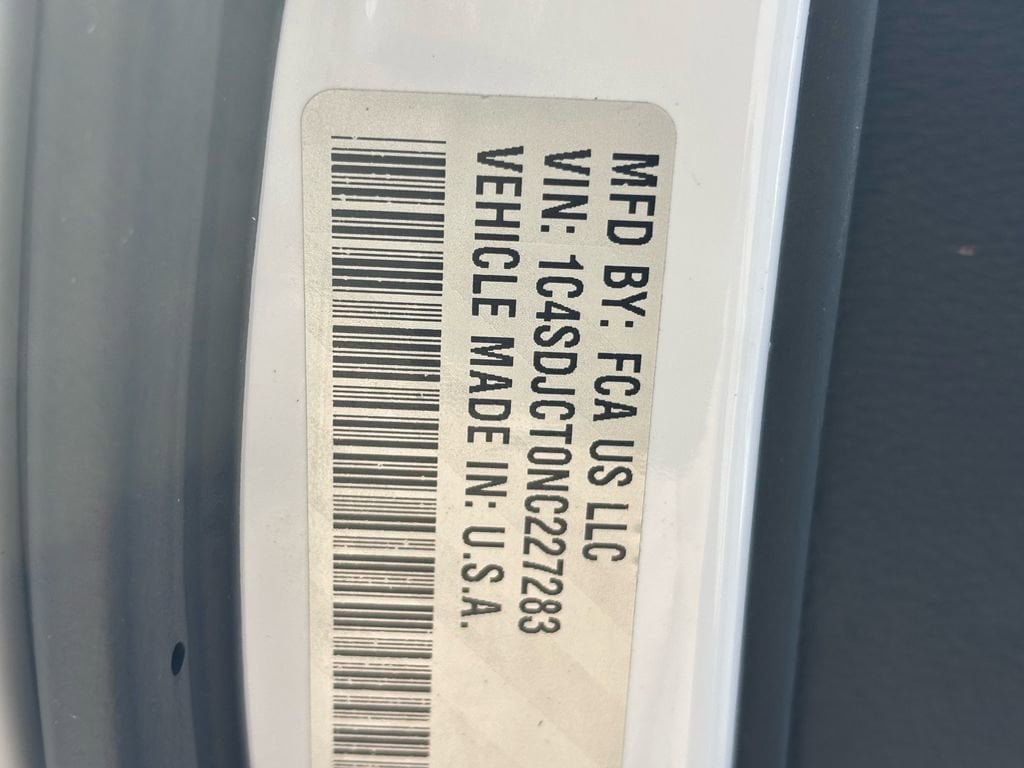 MFD BY: FCA US LLC
VIN: 1C4SDJCT0NC227283
VEHICLE MADE IN: U.S.A.